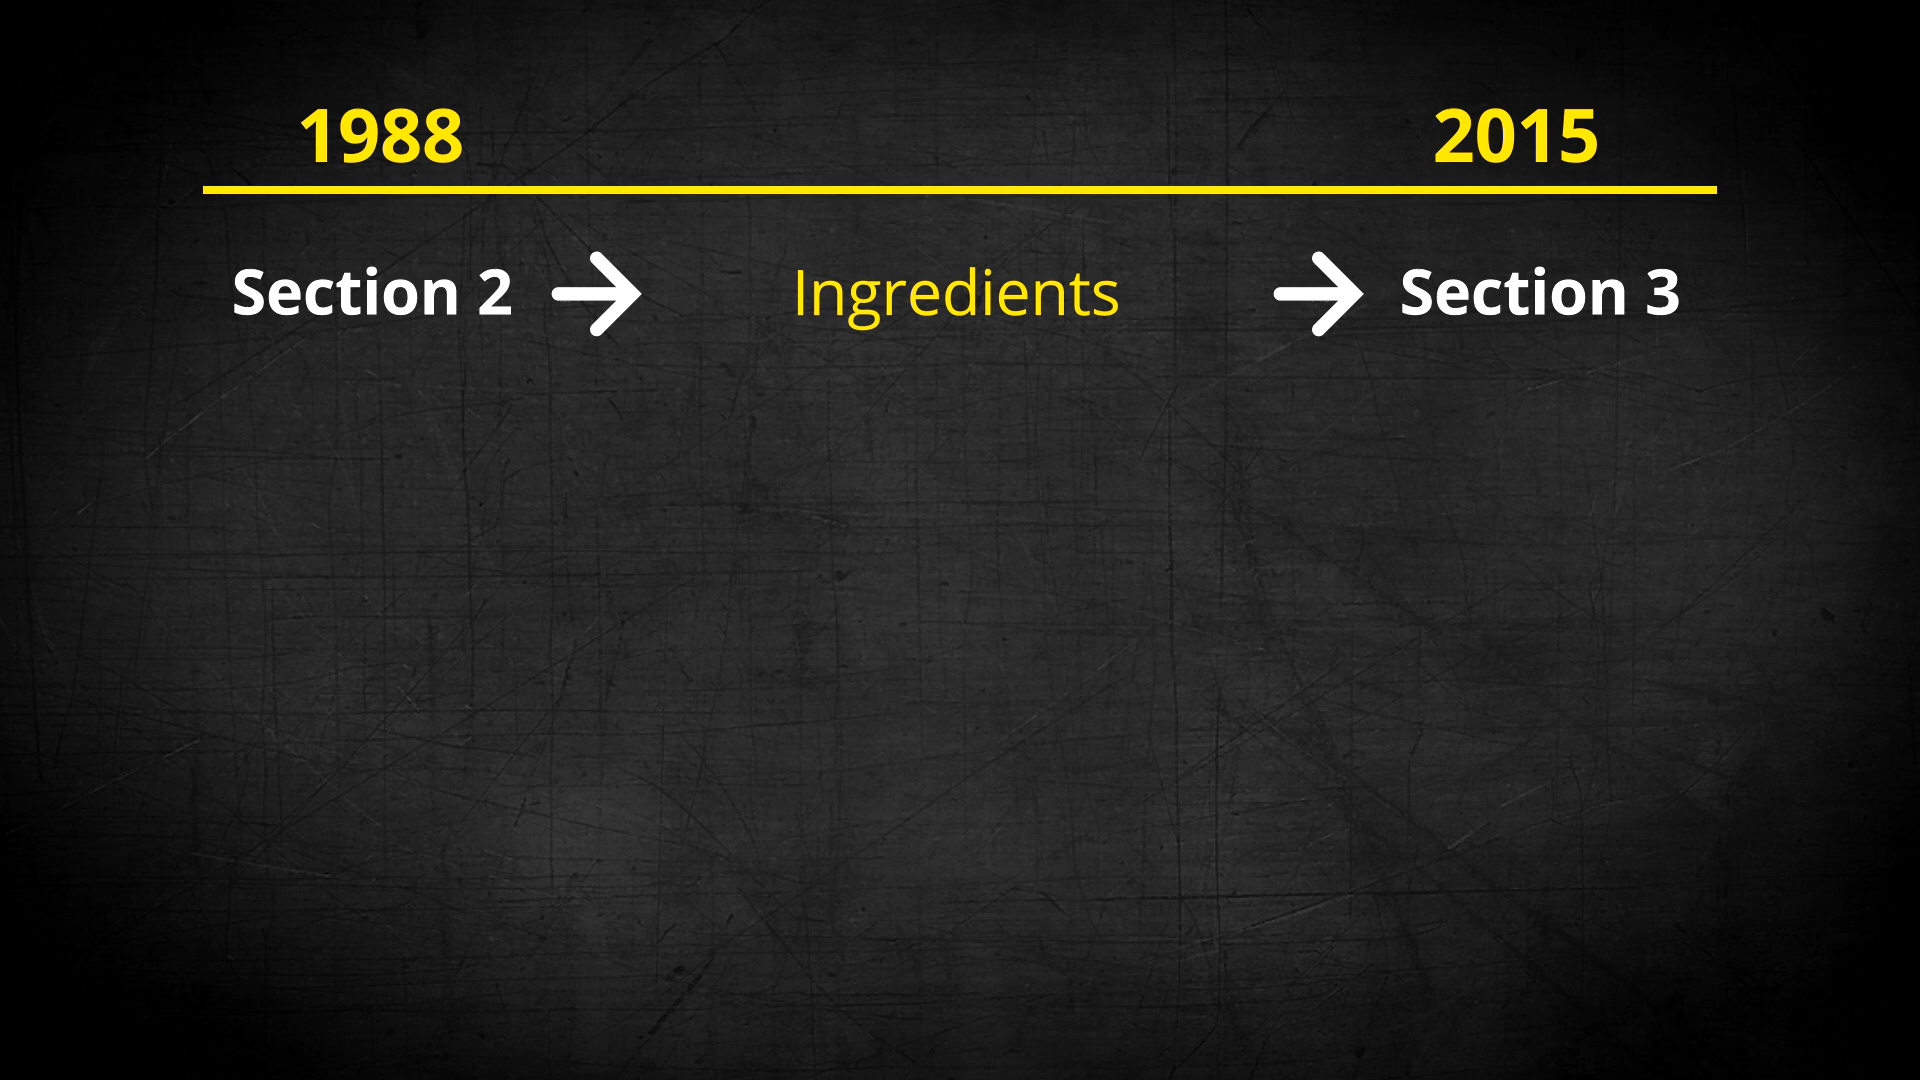 1988 2015
Section 2 → Ingredients → Section 3